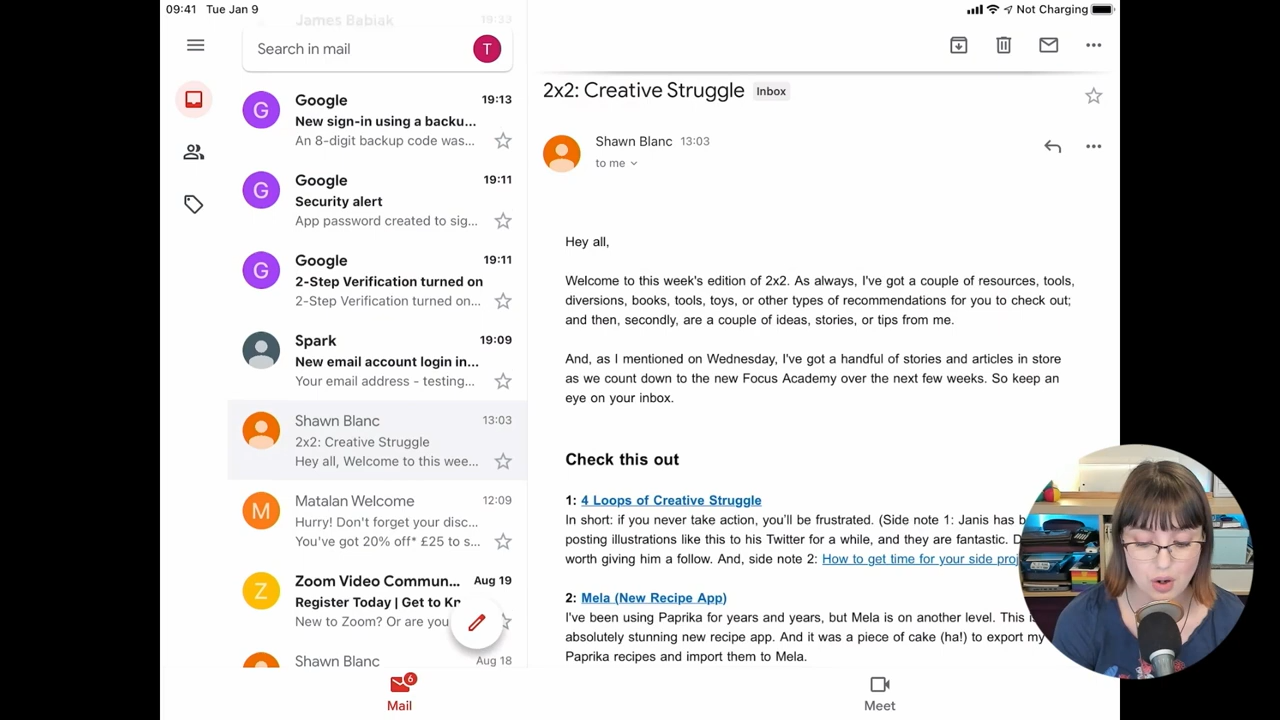 09:41 Tue Jan 9
Not Charging
James Babiak 19:33
Search in mail
T
G
Google 19:13
New sign-in using a backu...
An 8-digit backup code was...
G
Google 19:11
Security alert
App password created to sig...
G
Google 19:11
2-Step Verification turned on
2-Step Verification turned on...
Spark 19:09
New email account login in...
Your email address - testing...
Shawn Blanc 13:03
2x2: Creative Struggle
Hey all, Welcome to this wee...
M
Matalan Welcome 12:09
Hurry! Don't forget your disc...
You've got 20% off* £25 to s...
Z
Zoom Video Commun... Aug 19
Register Today | Get to Kr
New to Zoom? Or are you
Shawn Blanc Aug 18
6
Mail
Meet
2x2: Creative Struggle Inbox
Shawn Blanc 13:03
to me
Hey all,
Welcome to this week's edition of 2x2. As always, I've got a couple of resources, tools,
diversions, books, tools, toys, or other types of recommendations for you to check out;
and then, secondly, are a couple of ideas, stories, or tips from me.
And, as I mentioned on Wednesday, I've got a handful of stories and articles in store
as we count down to the new Focus Academy over the next few weeks. So keep an
eye on your inbox.
Check this out
1: 4 Loops of Creative Struggle
In short: if you never take action, you'll be frustrated. (Side note 1: Janis has b
posting illustrations like this to his Twitter for a while, and they are fantastic. D
worth giving him a follow. And, side note 2: How to get time for your side proj
2: Mela (New Recipe App)
I've been using Paprika for years and years, but Mela is on another level. This i
absolutely stunning new recipe app. And it was a piece of cake (ha!) to export my
Paprika recipes and import them to Mela.